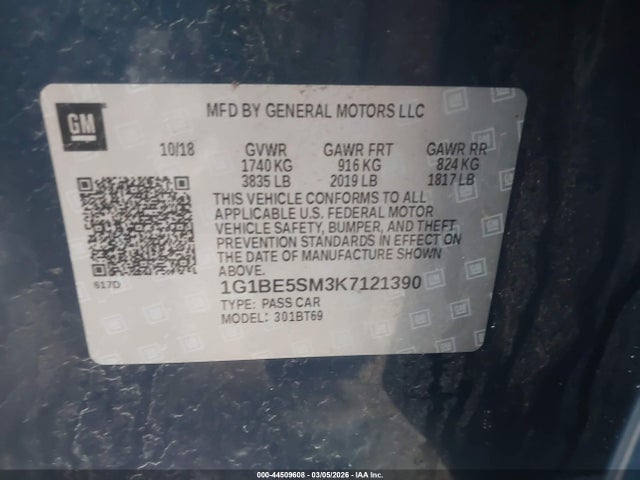 GM
MFD BY GENERAL MOTORS LLC
10/18 GVWR GAWR FRT GAWR RR
1740 KG 916 KG 824 KG
3835 LB 2019 LB 1817 LB
THIS VEHICLE CONFORMS TO ALL
APPLICABLE U.S. FEDERAL MOTOR
VEHICLE SAFETY, BUMPER, AND THEFT
PREVENTION STANDARDS IN EFFECT ON
THE DATE OF MANUFACTURE SHOWN
ABOVE.
617D
1G1BE5SM3K7121390
TYPE: PASS CAR
MODEL: 301BT69
000-44509608 - 03/05/2026 - IAA Inc.